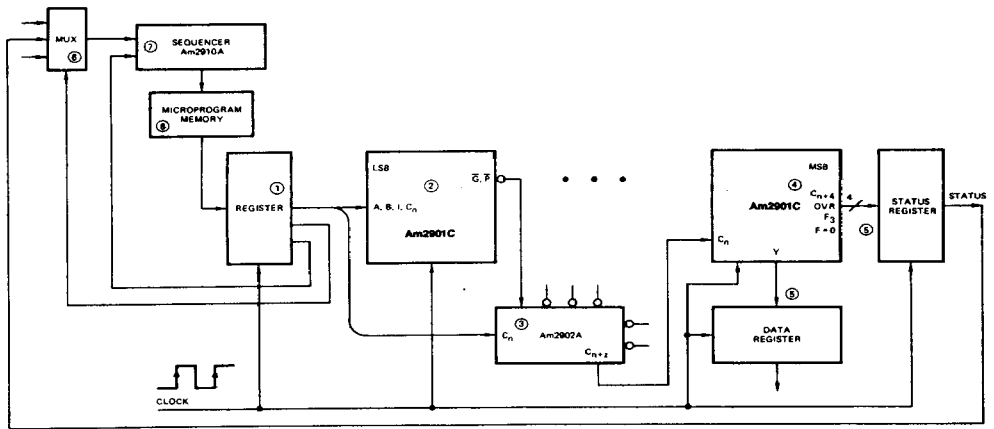 MUX
⑥
⑦
SEQUENCER
Am2910A
MICROPROGRAM
MEMORY
⑧
①
REGISTER
LSB
②
A, B, I, Cn
G̅, P̅
Am2901C
• • •
MSB
④
Cn+4
Am2901C
OVR
F3
F = 0
Cn
Y
4
⑤
STATUS
REGISTER
STATUS
③
Cn
Am2902A
Cn+z
⑤
DATA
REGISTER
CLOCK